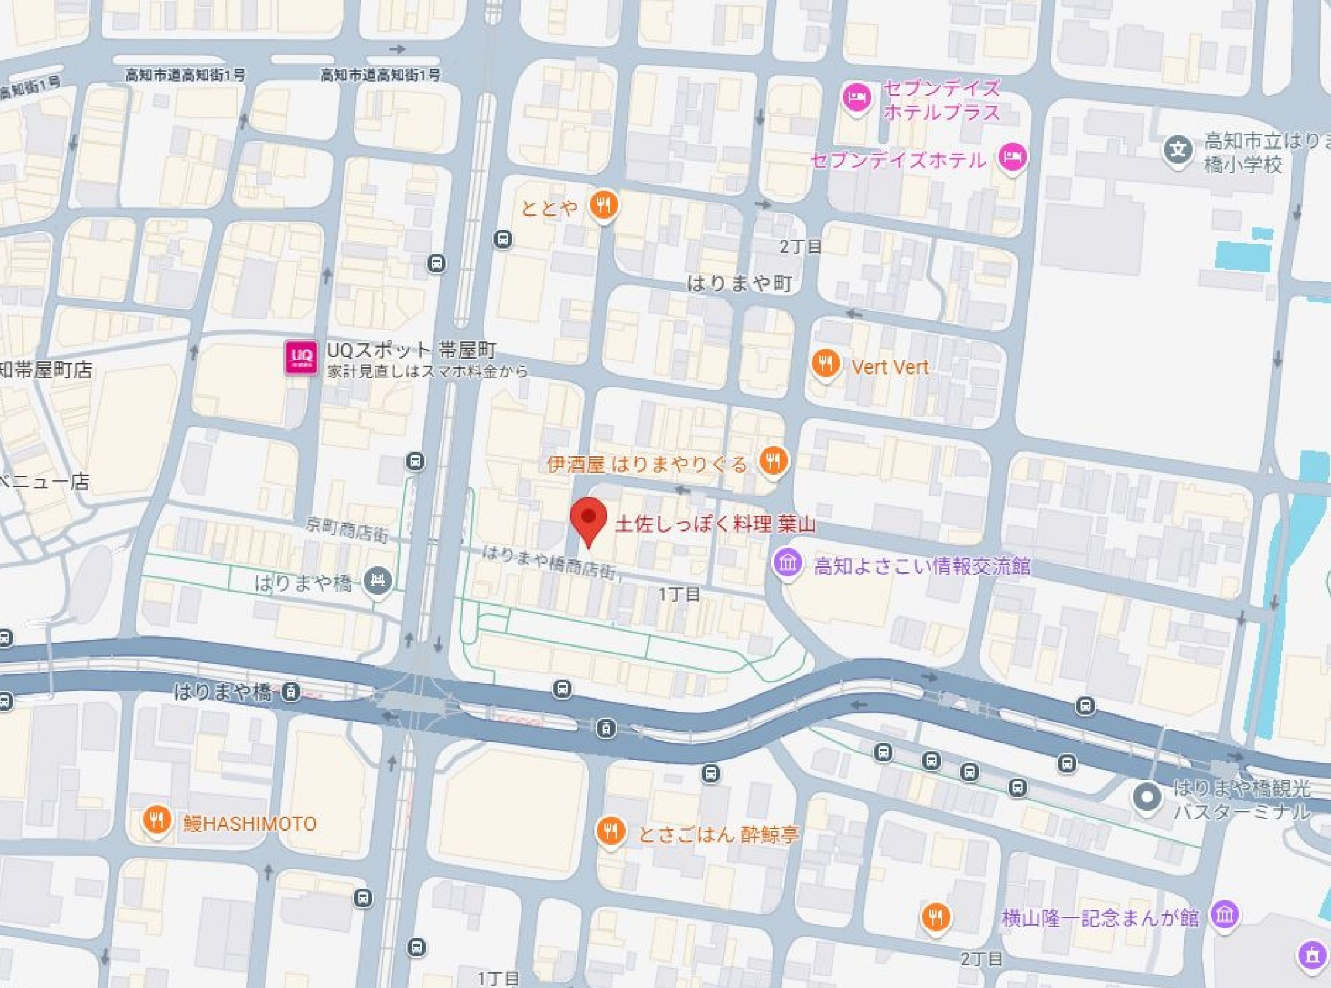 高知市道高知街1号
高知市道高知街1号
高知街1号
セブンデイズ
ホテルプラス
セブンデイズホテル
高知市立はりま
橋小学校
ととや
2丁目
はりまや町
UQ
UQスポット 帯屋町
家計見直しはスマホ料金から
知帯屋町店
Vert Vert
伊酒屋 はりまやりぐる
ベニュー店
京町商店街
土佐しっぽく料理 葉山
はりまや橋商店街
高知よさこい情報交流館
はりまや橋
1丁目
はりまや橋
はりまや橋観光
バスターミナル
鰻HASHIMOTO
とさごはん 酔鯨亭
横山隆一記念まんが館
2丁目
1丁目